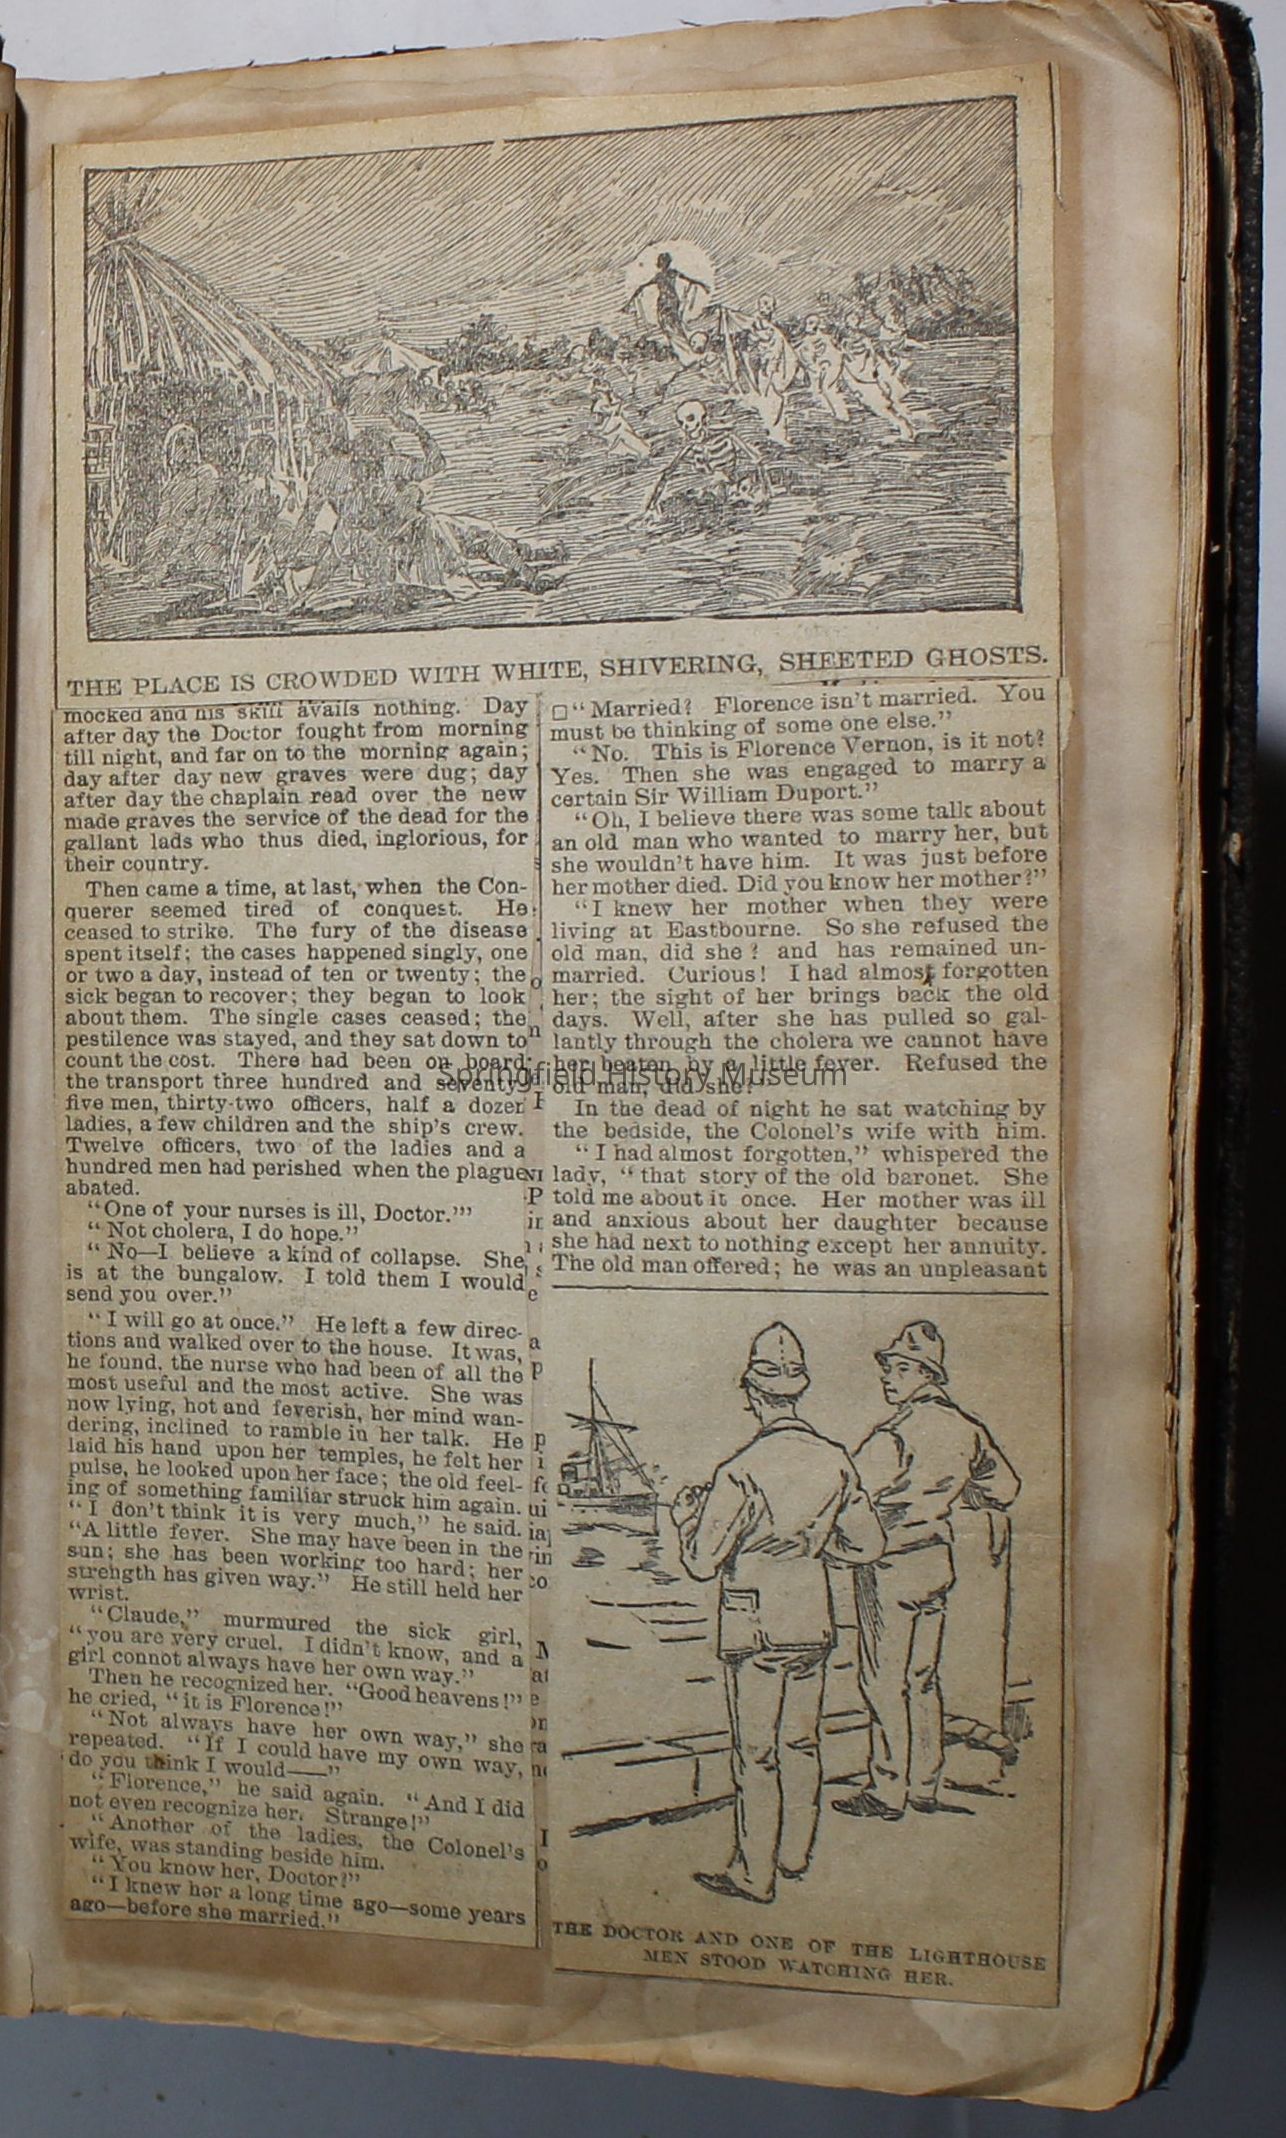 THE PLACE IS CROWDED WITH WHITE, SHIVERING, SHEETED GHOSTS.
mocked and his skill avails nothing. Day
after day the Doctor fought from morning
till night, and far on to the morning again;
day after day new graves were dug; day
after day the chaplain read over the new
made graves the service of the dead for the
gallant lads who thus died, inglorious, for
their country.
Then came a time, at last, when the Con-
querer seemed tired of conquest. He
ceased to strike. The fury of the disease
spent itself; the cases happened singly, one
or two a day, instead of ten or twenty; the
sick began to recover; they began to look
about them. The single cases ceased; the
pestilence was stayed, and they sat down to
count the cost. There had been on board
the transport three hundred and seventy-
five men, thirty-two officers, half a dozen
ladies, a few children and the ship's crew.
Twelve officers, two of the ladies and a
hundred men had perished when the plague
abated.
"One of your nurses is ill, Doctor.'"
"Not cholera, I do hope."
"No—I believe a kind of collapse. She
is at the bungalow. I told them I would
send you over."
"I will go at once." He left a few direc-
tions and walked over to the house. It was,
he found, the nurse who had been of all the
most useful and the most active. She was
now lying, hot and feverish, her mind wan-
dering, inclined to ramble in her talk. He
laid his hand upon her temples, he felt her
pulse, he looked upon her face; the old feel-
ing of something familiar struck him again.
"I don't think it is very much," he said.
"A little fever. She may have been in the
sun; she has been working too hard; her
strength has given way." He still held her
wrist.
"Claude," murmured the sick girl,
"you are very cruel. I didn't know, and a
girl connot always have her own way."
Then he recognized her. "Good heavens!"
he cried, "it is Florence!"
"Not always have her own way," she
repeated. "If I could have my own way,
do you think I would——"
"Florence," he said again. "And I did
not even recognize her. Strange!"
"Another of the ladies, the Colonel's
wife, was standing beside him.
"You know her, Doctor?"
"I knew her a long time ago—some years
ago—before she married."
"Married? Florence isn't married. You
must be thinking of some one else."
"No. This is Florence Vernon, is it not?
Yes. Then she was engaged to marry a
certain Sir William Duport."
"Oh, I believe there was some talk about
an old man who wanted to marry her, but
she wouldn't have him. It was just before
her mother died. Did you know her mother?"
"I knew her mother when they were
living at Eastbourne. So she refused the
old man, did she? and has remained un-
married. Curious! I had almost forgotten
her; the sight of her brings back the old
days. Well, after she has pulled so gal-
lantly through the cholera we cannot have
her beaten by a little fever. Refused the
old man, did she?"
In the dead of night he sat watching by
the bedside, the Colonel's wife with him.
"I had almost forgotten," whispered the
lady, "that story of the old baronet. She
told me about it once. Her mother was ill
and anxious about her daughter because
she had next to nothing except her annuity.
The old man offered; he was an unpleasant
THE DOCTOR AND ONE OF THE LIGHTHOUSE
MEN STOOD WATCHING HER.
Springfield History Museum